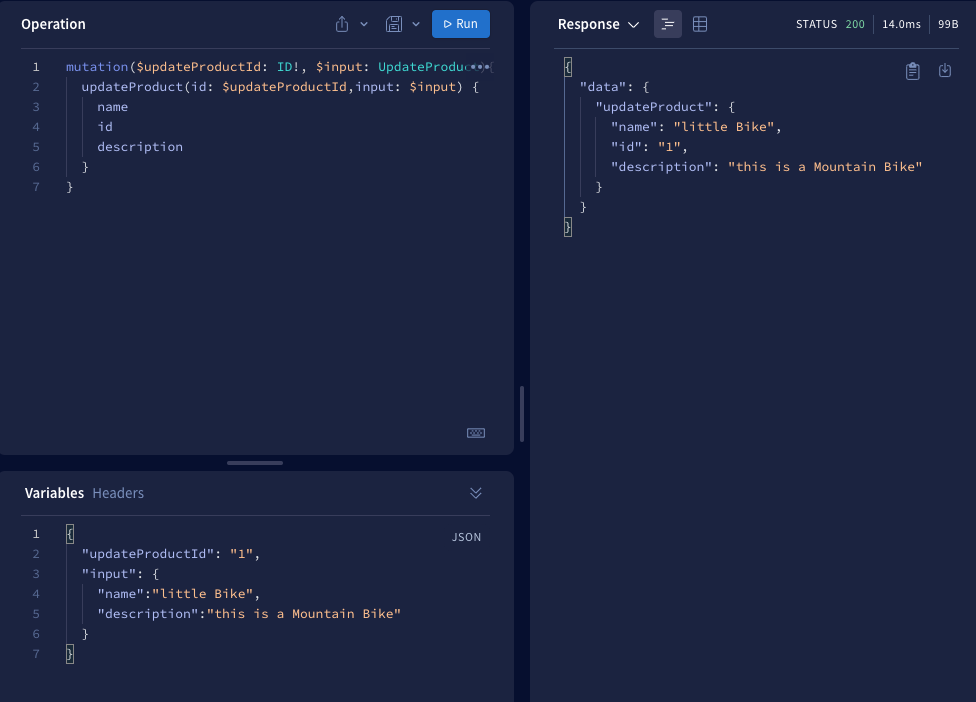 Operation
Run
1 mutation($updateProductId: ID!, $input:
2 updateProduct(id: $updateProductId,input: $input) {
3 name
4 id
5 description
6 }
7 }
Variables Headers
JSON
1 {
2 "updateProductId": "1",
3 "input": {
4 "name":"little Bike",
5 "description":"this is a Mountain Bike"
6 }
7 }
Response
STATUS 200 14.0ms 99B
{
"data": {
"updateProduct": {
"name": "little Bike",
"id": "1",
"description": "this is a Mountain Bike"
}
}
}